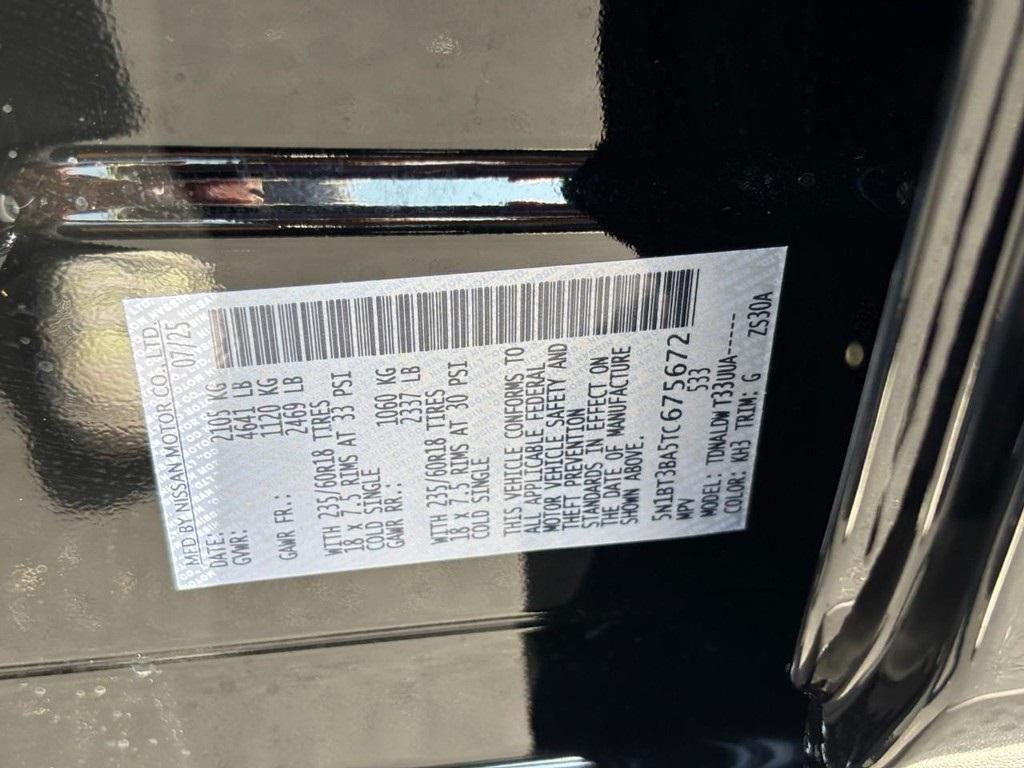 MFD BY NISSAN MOTOR CO.,LTD.
DATE: 07/25
GVWR: 2105 KG
4641 LB
1120 KG
GAWR FR.: 2469 LB
WITH 235/60R18 TIRES
18 x 7.5 RIMS AT 33 PSI
COLD SINGLE
GAWR RR.: 1060 KG
2337 LB
WITH 235/60R18 TIRES
18 x 7.5 RIMS AT 30 PSI
COLD SINGLE
THIS VEHICLE CONFORMS TO
ALL APPLICABLE FEDERAL
MOTOR VEHICLE SAFETY AND
THEFT PREVENTION
STANDARDS IN EFFECT ON
THE DATE OF MANUFACTURE
SHOWN ABOVE.
5N1BT3BA5TC675672
MPV 533
MODEL: TDNALDW T33UUA-----
COLOR: KH3 TRIM: G ZS30A